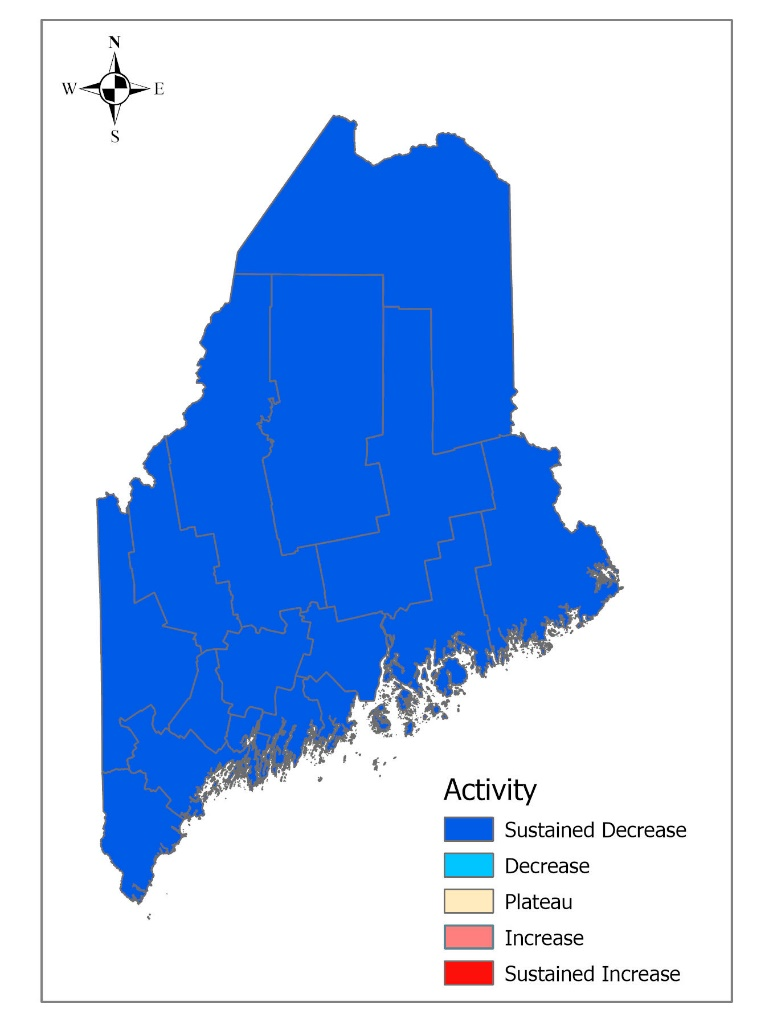 N
W E
S
Activity
Sustained Decrease
Decrease
Plateau
Increase
Sustained Increase